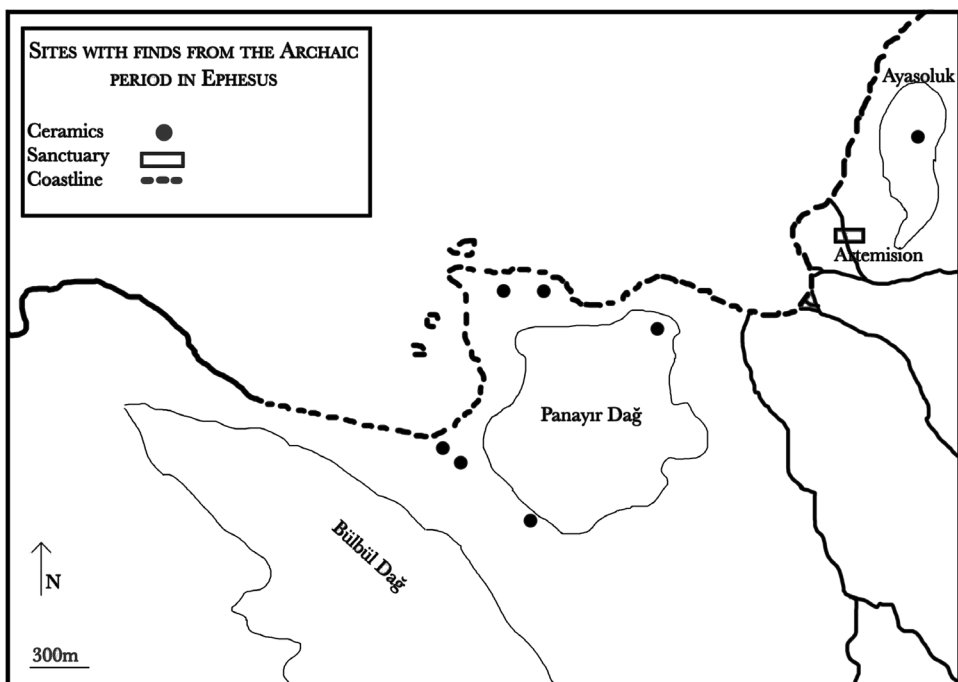 SITES WITH FINDS FROM THE ARCHAIC
PERIOD IN EPHESUS
Ceramics
Sanctuary
Coastline
Ayasoluk
Artemision
Panayır Dağ
Bülbül Dağ
N
300m